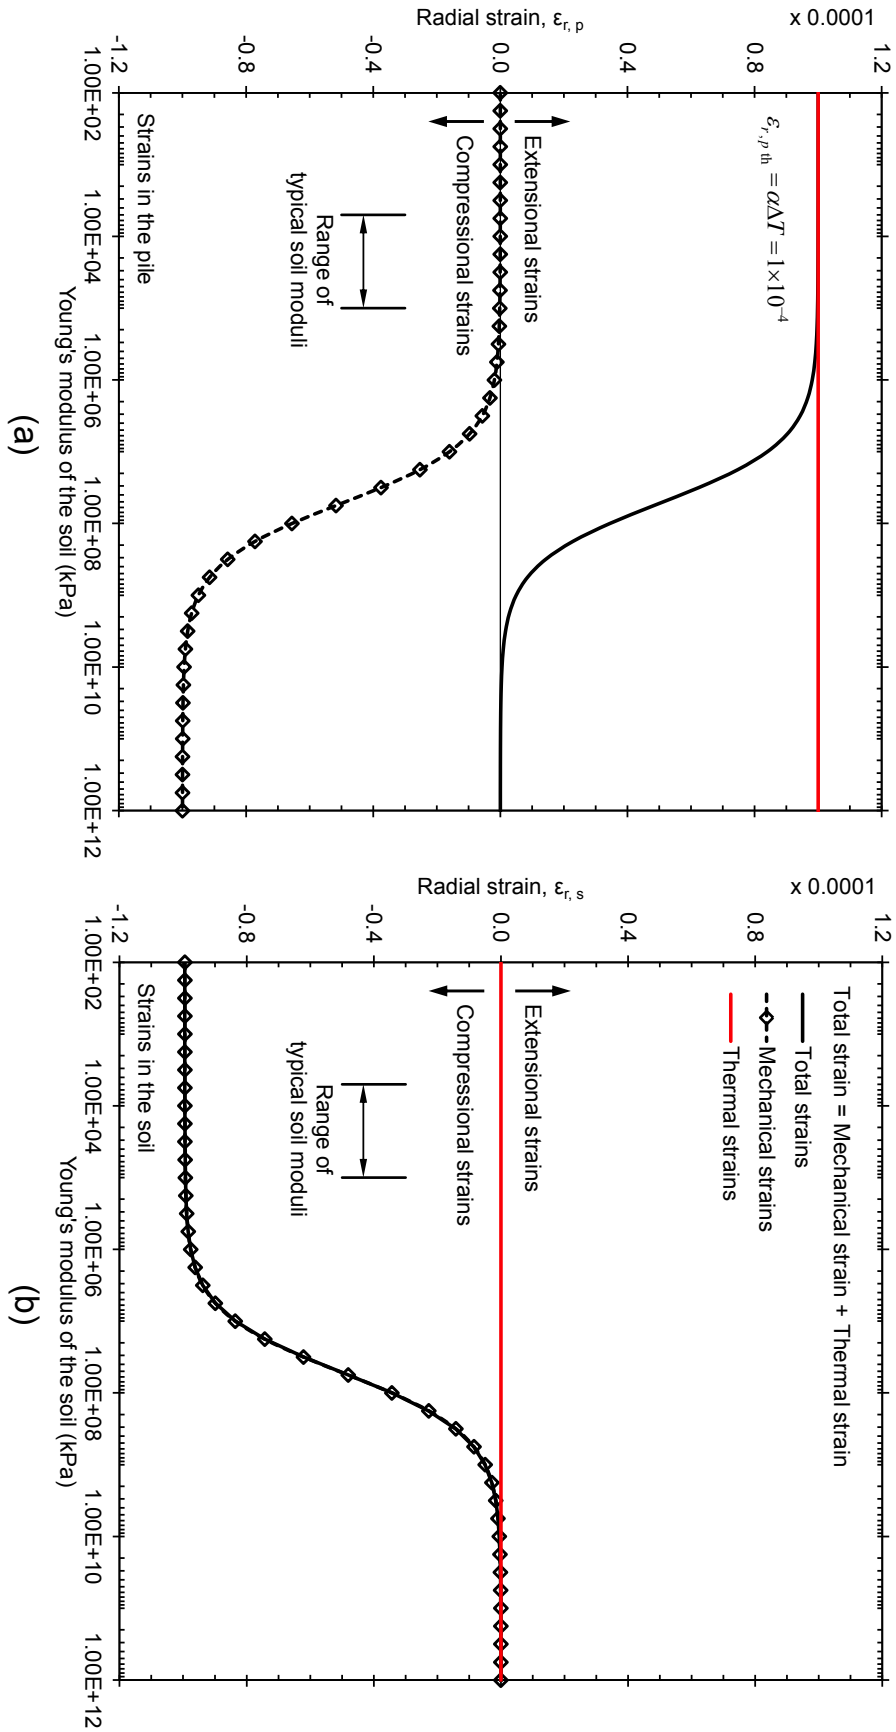 x 0.0001
Radial strain, εr, p
1.2
0.8
0.4
0.0
-0.4
-0.8
-1.2
εr, p th = αΔT = 1×10⁻⁴
Extensional strains
Compressional strains
Range of
typical soil moduli
Strains in the pile
1.00E+02
1.00E+04
1.00E+06
1.00E+08
1.00E+10
1.00E+12
Young's modulus of the soil (kPa)
(a)
x 0.0001
Radial strain, εr, s
1.2
0.8
0.4
0.0
-0.4
-0.8
-1.2
Total strain = Mechanical strain + Thermal strain
Total strains
Mechanical strains
Thermal strains
Extensional strains
Compressional strains
Range of
typical soil moduli
Strains in the soil
1.00E+02
1.00E+04
1.00E+06
1.00E+08
1.00E+10
1.00E+12
Young's modulus of the soil (kPa)
(b)